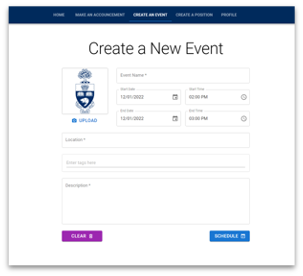 HOME MAKE AN ACCOUNCEMENT CREATE AN EVENT CREATE A POSITION PROFILE
Create a New Event
Event Name *
Start Date Start Time
12/01/2022 02:00 PM
End Date End Time
12/01/2022 03:00 PM
UPLOAD
Location *
Enter tags here
Description *
CLEAR SCHEDULE